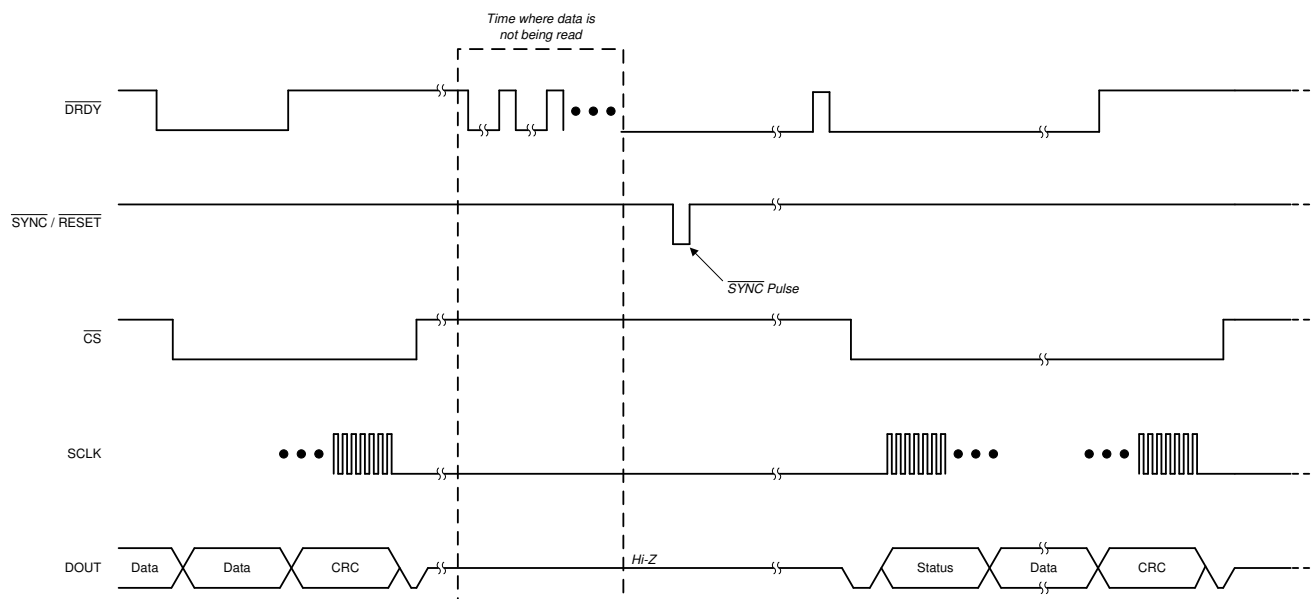 Time where data is
not being read
DRDY
SYNC / RESET
SYNC Pulse
CS
SCLK
DOUT
Data
Data
CRC
Hi-Z
Status
Data
CRC